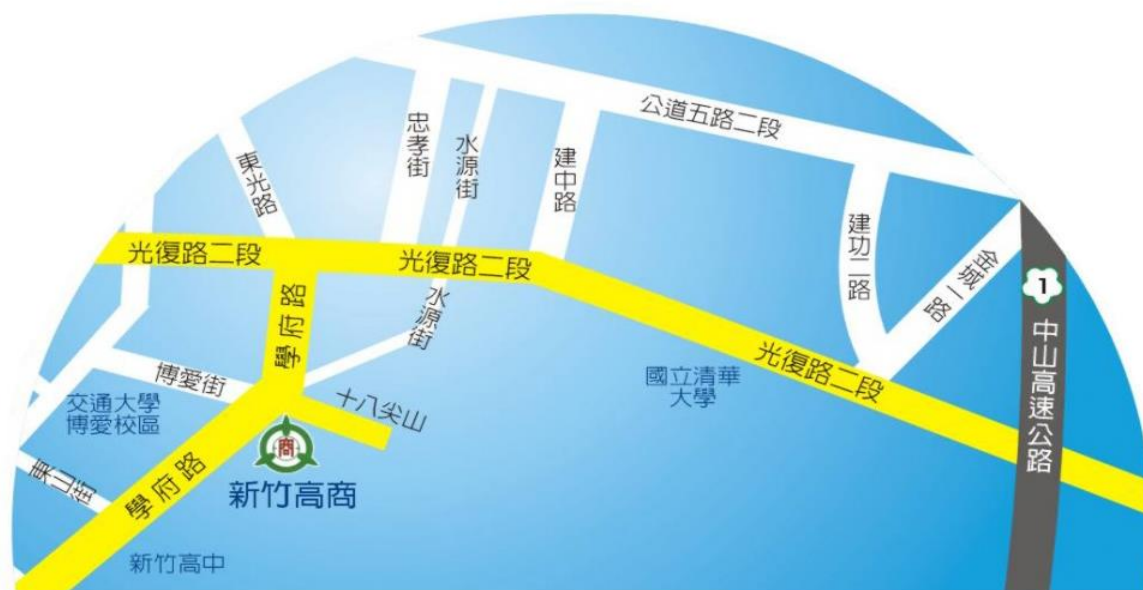 公道五路二段
忠孝街
水源街
建中路
東光路
建功二路
金城一路
1
中山高速公路
光復路二段
光復路二段
光復路二段
學府路
水源街
博愛街
國立清華
大學
交通大學
博愛校區
十八尖山
商
東山街
學府路
新竹高商
新竹高中